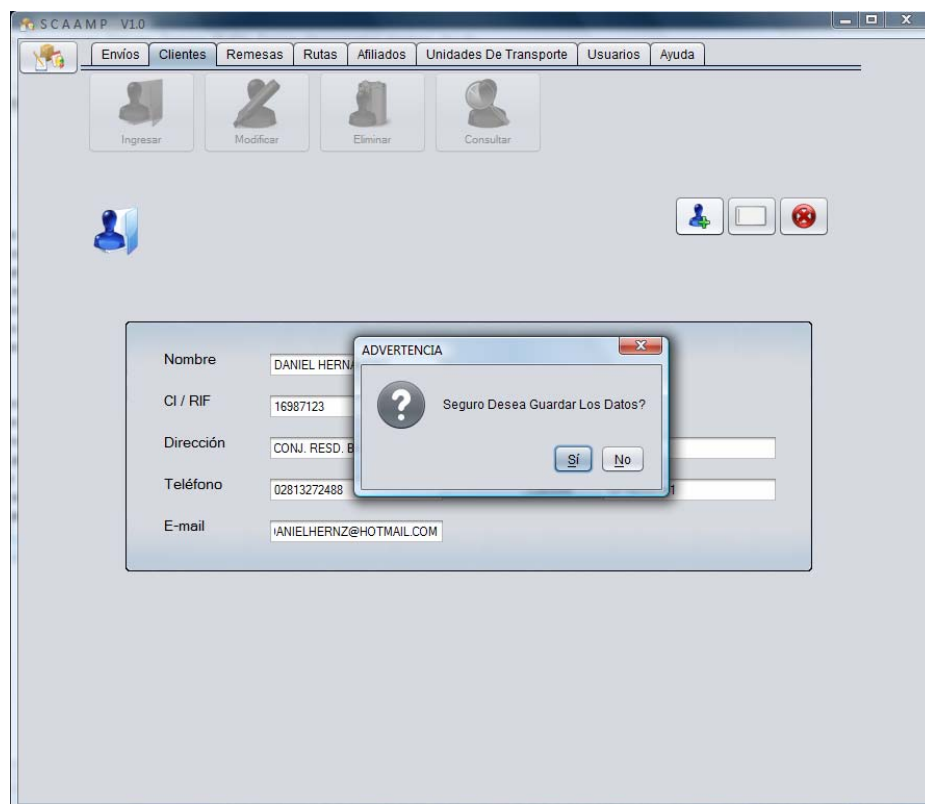 SCAAMP V1.0
Envíos Clientes Remesas Rutas Afiliados Unidades De Transporte Usuarios Ayuda
Ingresar Modificar Eliminar Consultar
ADVERTENCIA
Seguro Desea Guardar Los Datos?
Sí No
Nombre DANIEL
CI / RIF 16987123
Dirección CONJ. RESD.
Teléfono 02813272488
E-mail ANIELHERNZ@HOTMAIL.COM